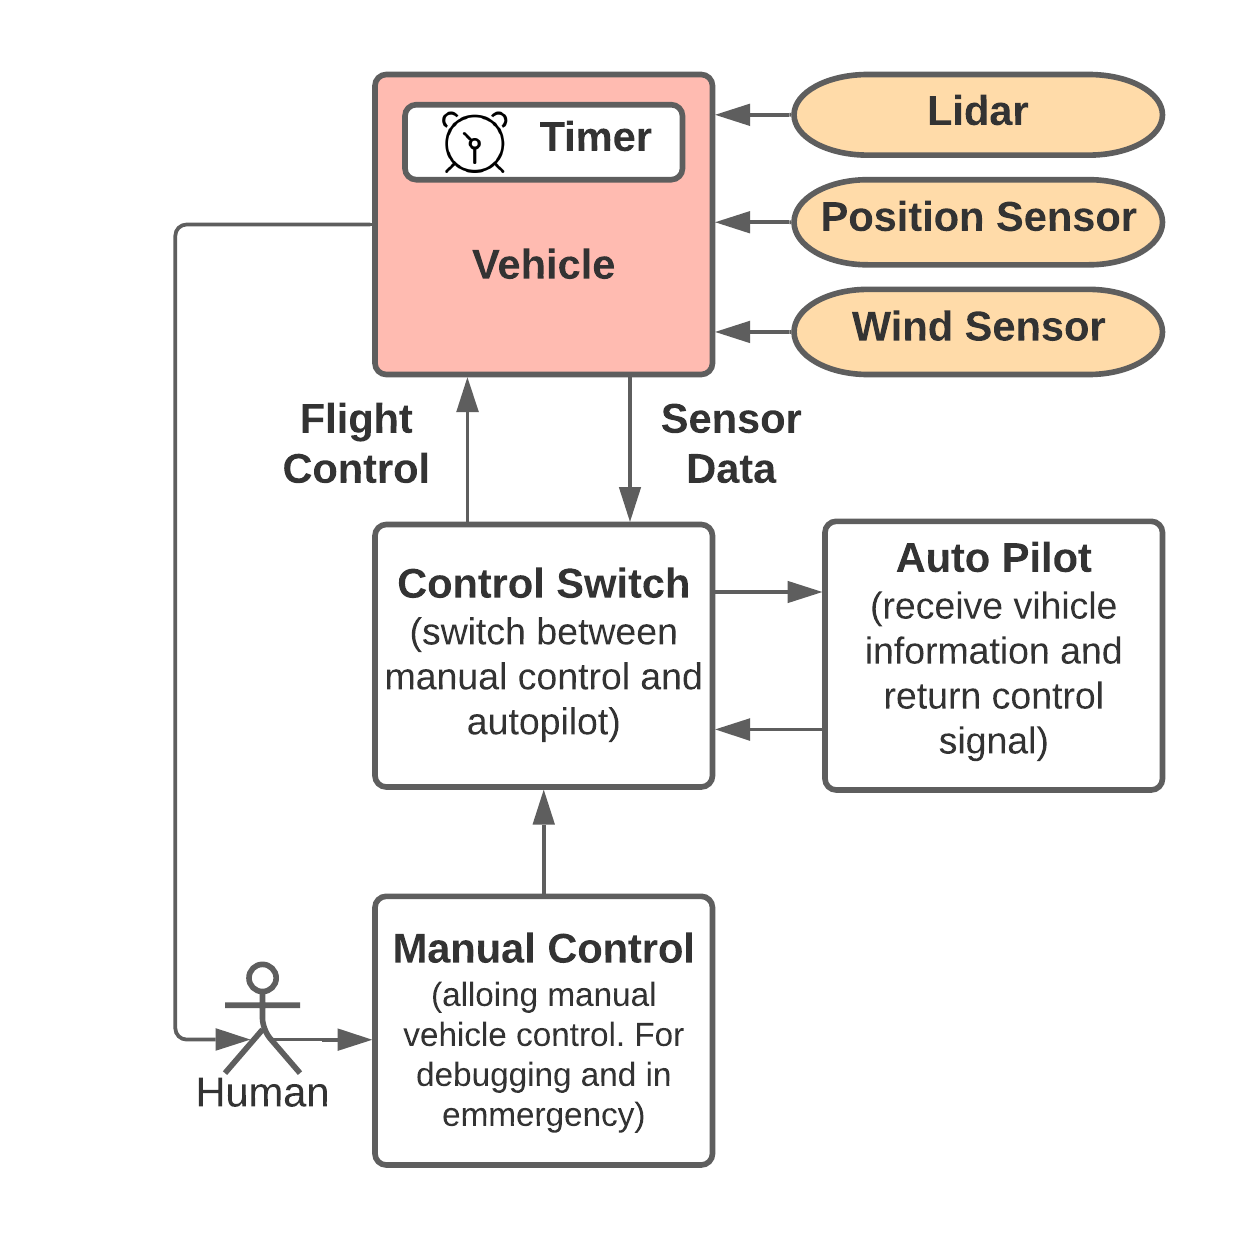 Timer
Vehicle
Lidar
Position Sensor
Wind Sensor
Flight
Control
Sensor
Data
Control Switch
(switch between
manual control and
autopilot)
Auto Pilot
(receive vihicle
information and
return control
signal)
Manual Control
(alloing manual
vehicle control. For
debugging and in
emmergency)
Human